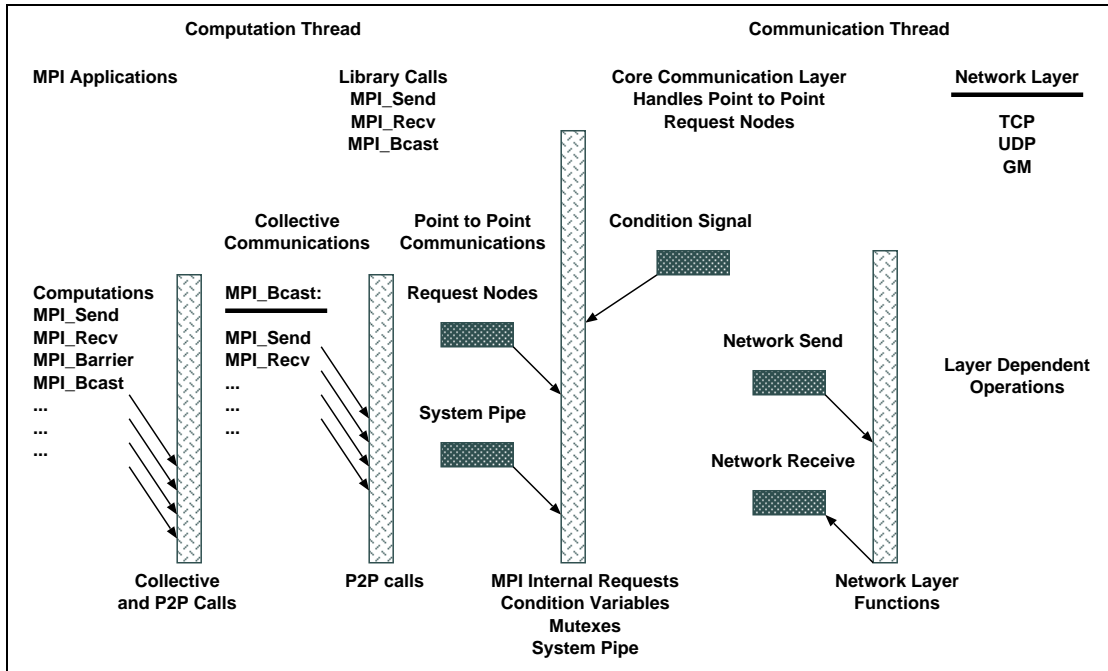 Computation Thread
Communication Thread
MPI Applications
Library Calls
MPI_Send
MPI_Recv
MPI_Bcast
Core Communication Layer
Handles Point to Point
Request Nodes
Network Layer
TCP
UDP
GM
Collective
Communications
Point to Point
Communications
Condition Signal
Computations
MPI_Send
MPI_Recv
MPI_Barrier
MPI_Bcast
...
...
...
MPI_Bcast:
MPI_Send
MPI_Recv
...
...
...
Request Nodes
System Pipe
Network Send
Network Receive
Layer Dependent
Operations
Collective
and P2P Calls
P2P calls
MPI Internal Requests
Condition Variables
Mutexes
System Pipe
Network Layer
Functions